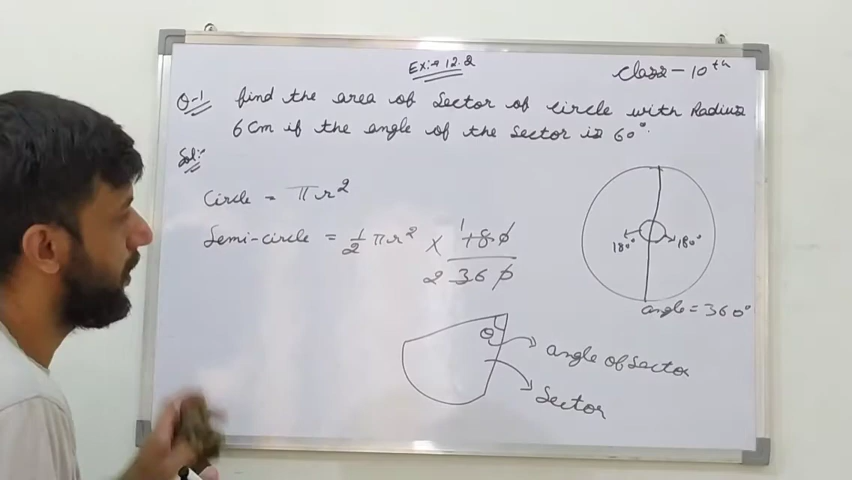 Ex:- 12.2
Class - 10th
Q-1 find the area of Sector of circle with Radius
6 Cm if the angle of the sector is 60°.
Sol:-
Circle = πr²
Semi-circle = 1/2 πr² × 180/360
1
2
180°
180°
angle = 360°
θ
angle of Sector
Sector